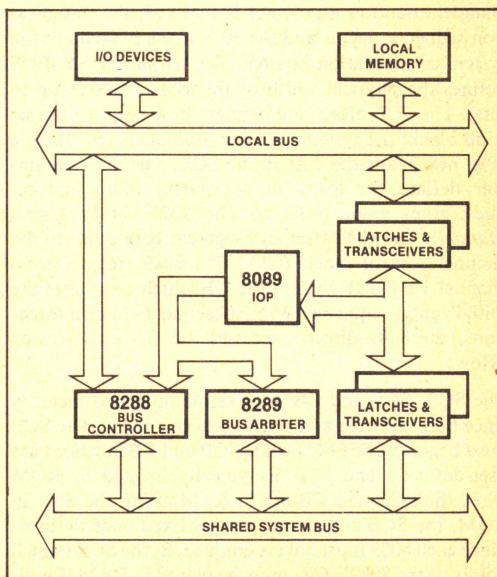 I/O DEVICES
LOCAL
MEMORY
LOCAL BUS
LATCHES &
TRANSCEIVERS
8089
IOP
8288
BUS
CONTROLLER
8289
BUS ARBITER
LATCHES &
TRANSCEIVERS
SHARED SYSTEM BUS